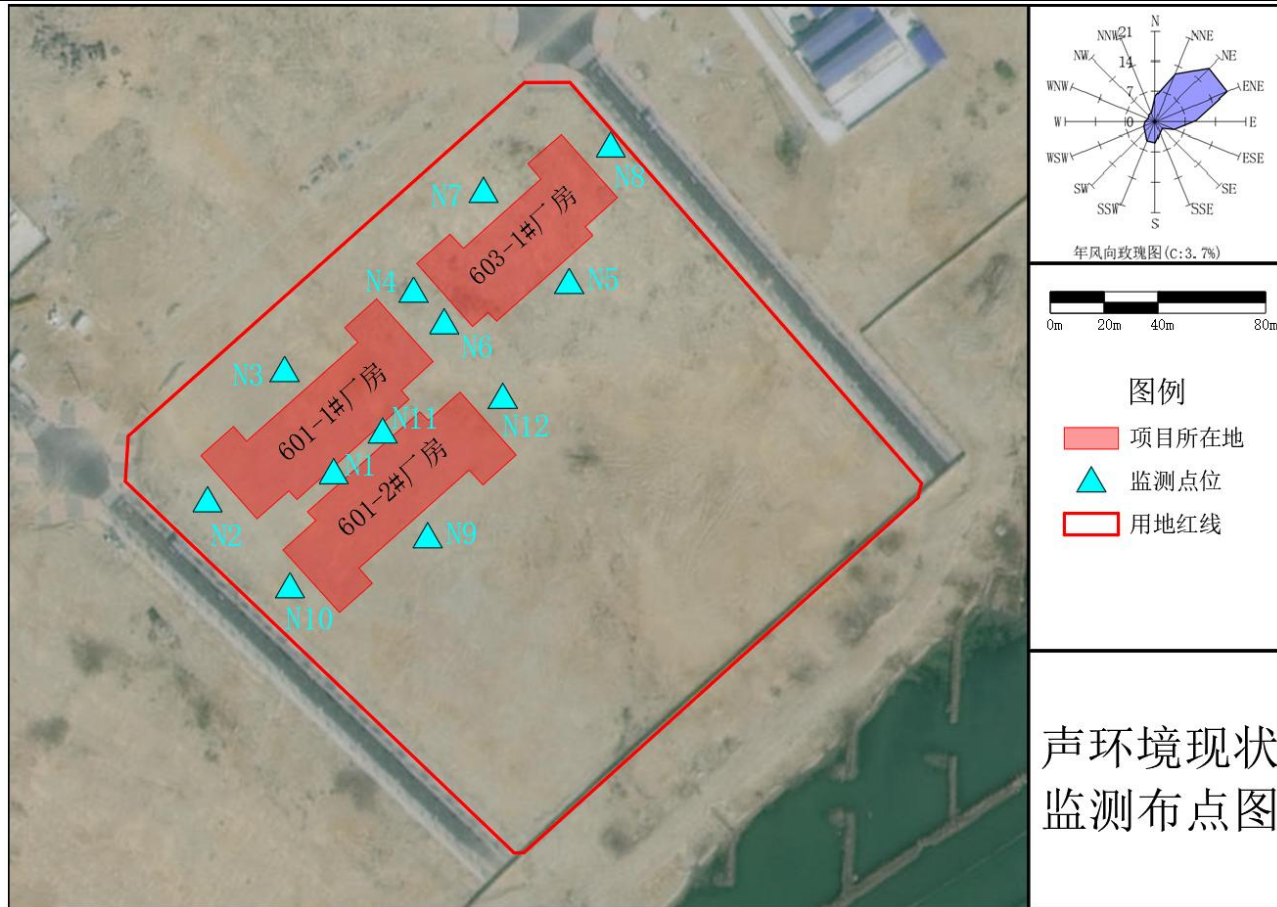 N8
N7
603-1#厂房
N4
N5
N6
N3
601-1#厂房
N12
N11
N1
601-2#厂房
N2
N9
N10
N
NNW
21
NNE
NW
14
NE
WNW
7
ENE
W
0
E
WSW
ESE
SW
SE
SSW
SSE
S
年风向玫瑰图(C:3.7%)
0m 20m 40m 80m
图例
项目所在地
监测点位
用地红线
声环境现状
监测布点图